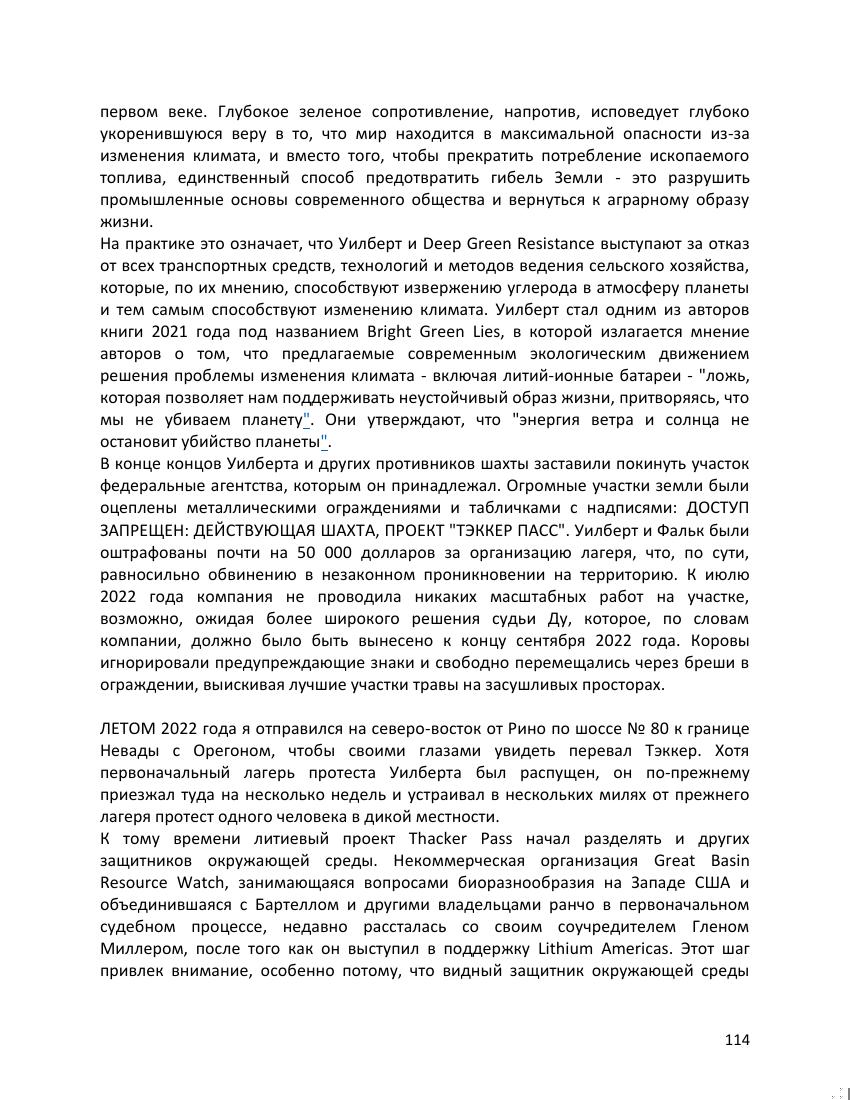 первом веке. Глубокое зеленое сопротивление, напротив, исповедует глубоко
укоренившуюся веру в то, что мир находится в максимальной опасности из-за
изменения климата, и вместо того, чтобы прекратить потребление ископаемого
топлива, единственный способ предотвратить гибель Земли - это разрушить
промышленные основы современного общества и вернуться к аграрному образу
жизни.
На практике это означает, что Уилберт и Deep Green Resistance выступают за отказ
от всех транспортных средств, технологий и методов ведения сельского хозяйства,
которые, по их мнению, способствуют извержению углерода в атмосферу планеты
и тем самым способствуют изменению климата. Уилберт стал одним из авторов
книги 2021 года под названием Bright Green Lies, в которой излагается мнение
авторов о том, что предлагаемые современным экологическим движением
решения проблемы изменения климата - включая литий-ионные батареи - "ложь,
которая позволяет нам поддерживать неустойчивый образ жизни, притворяясь, что
мы не убиваем планету". Они утверждают, что "энергия ветра и солнца не
остановит убийство планеты".
В конце концов Уилберта и других противников шахты заставили покинуть участок
федеральные агентства, которым он принадлежал. Огромные участки земли были
оцеплены металлическими ограждениями и табличками с надписями: ДОСТУП
ЗАПРЕЩЕН: ДЕЙСТВУЮЩАЯ ШАХТА, ПРОЕКТ "ТЭККЕР ПАСС". Уилберт и Фальк были
оштрафованы почти на 50 000 долларов за организацию лагеря, что, по сути,
равносильно обвинению в незаконном проникновении на территорию. К июлю
2022 года компания не проводила никаких масштабных работ на участке,
возможно, ожидая более широкого решения судьи Ду, которое, по словам
компании, должно было быть вынесено к концу сентября 2022 года. Коровы
игнорировали предупреждающие знаки и свободно перемещались через бреши в
ограждении, выискивая лучшие участки травы на засушливых просторах.
ЛЕТОМ 2022 года я отправился на северо-восток от Рино по шоссе № 80 к границе
Невады с Орегоном, чтобы своими глазами увидеть перевал Тэккер. Хотя
первоначальный лагерь протеста Уилберта был распущен, он по-прежнему
приезжал туда на несколько недель и устраивал в нескольких милях от прежнего
лагеря протест одного человека в дикой местности.
К тому времени литиевый проект Thacker Pass начал разделять и других
защитников окружающей среды. Некоммерческая организация Great Basin
Resource Watch, занимающаяся вопросами биоразнообразия на Западе США и
объединившаяся с Бартеллом и другими владельцами ранчо в первоначальном
судебном процессе, недавно рассталась со своим соучредителем Гленом
Миллером, после того как он выступил в поддержку Lithium Americas. Этот шаг
привлек внимание, особенно потому, что видный защитник окружающей среды
114